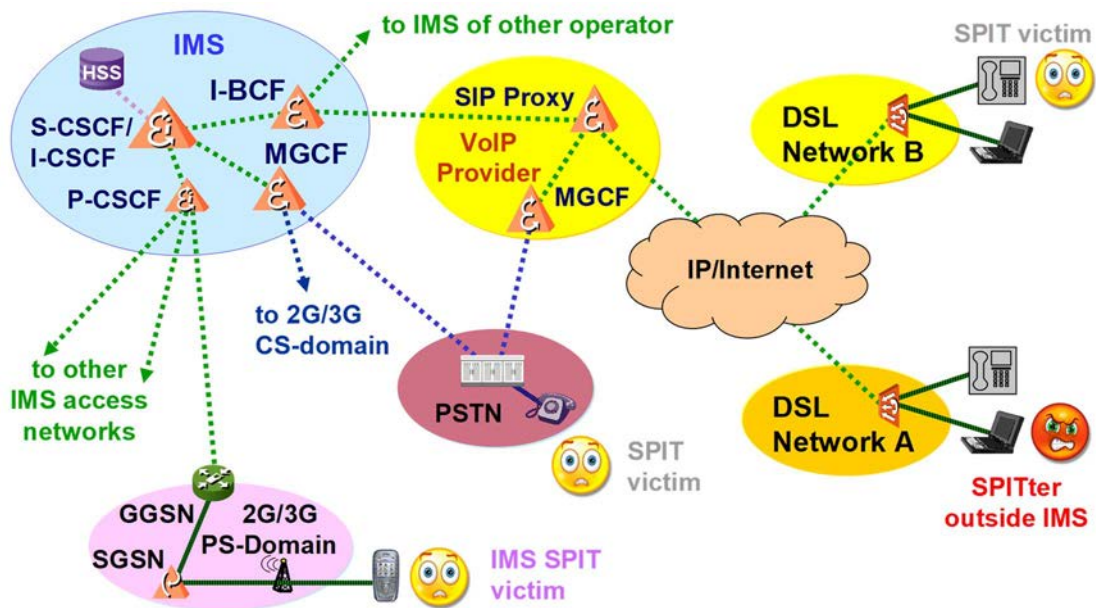 to IMS of other operator
IMS
HSS
I-BCF
S-CSCF/
I-CSCF
MGCF
P-CSCF
SIP Proxy
VoIP
Provider
MGCF
SPIT victim
DSL
Network B
IP/Internet
to 2G/3G
CS-domain
to other
IMS access
networks
PSTN
SPIT
victim
DSL
Network A
SPITter
outside IMS
GGSN
2G/3G
PS-Domain
SGSN
IMS SPIT
victim